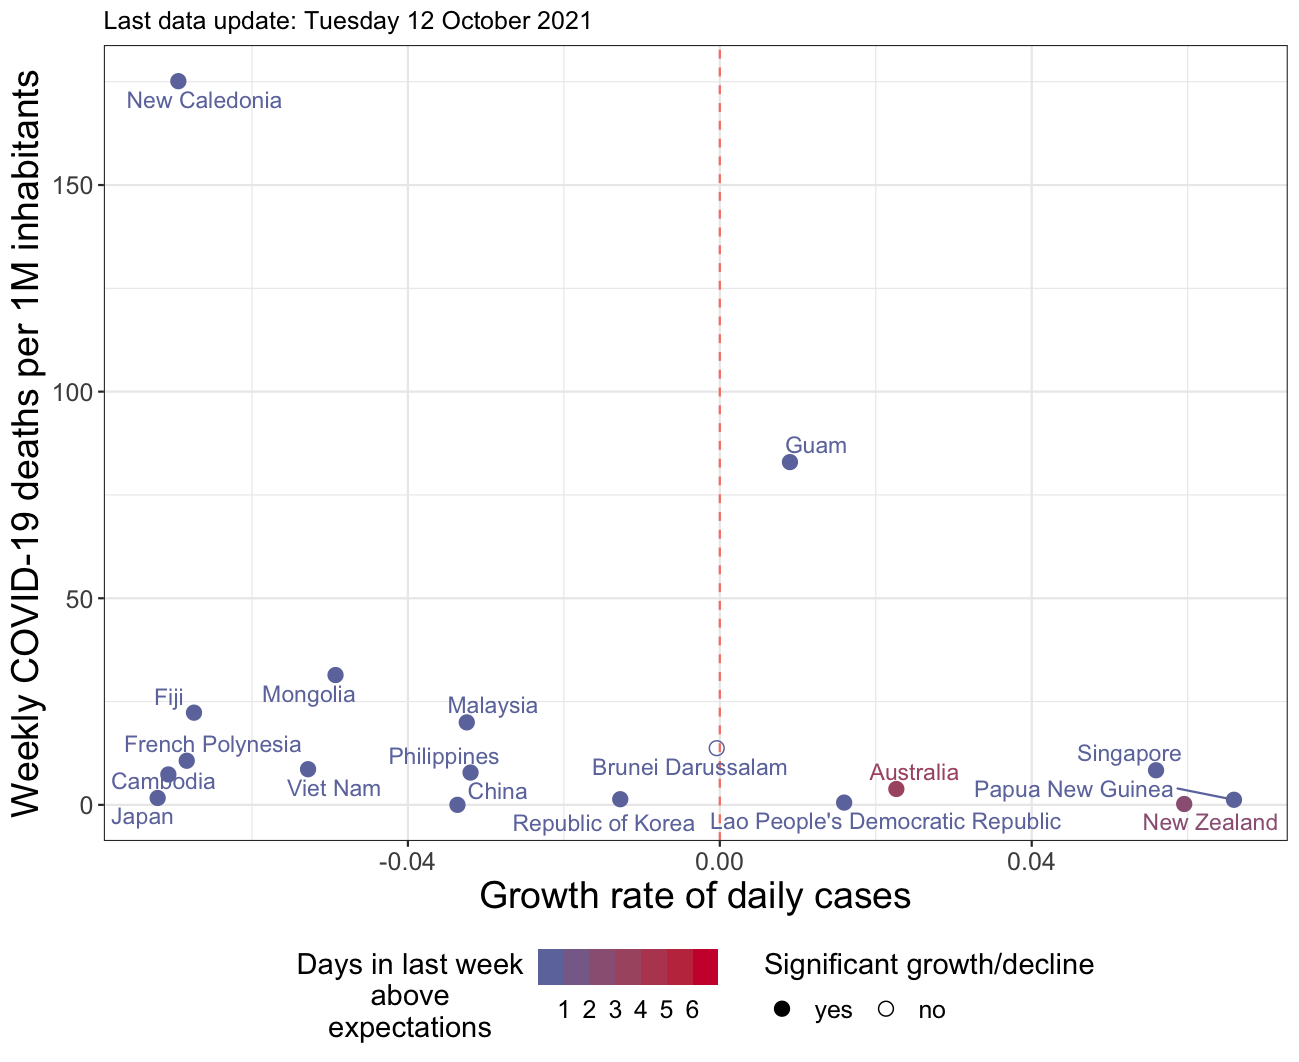 Last data update: Tuesday 12 October 2021
Weekly COVID-19 deaths per 1M inhabitants
150
100
50
0
New Caledonia
Guam
Fiji
Mongolia
Malaysia
French Polynesia
Philippines
Brunei Darussalam
Singapore
Cambodia
Viet Nam
China
Australia
Papua New Guinea
Japan
Republic of Korea
Lao People's Democratic Republic
New Zealand
-0.04
0.00
0.04
Growth rate of daily cases
Days in last week
above
expectations
1 2 3 4 5 6
Significant growth/decline
yes no